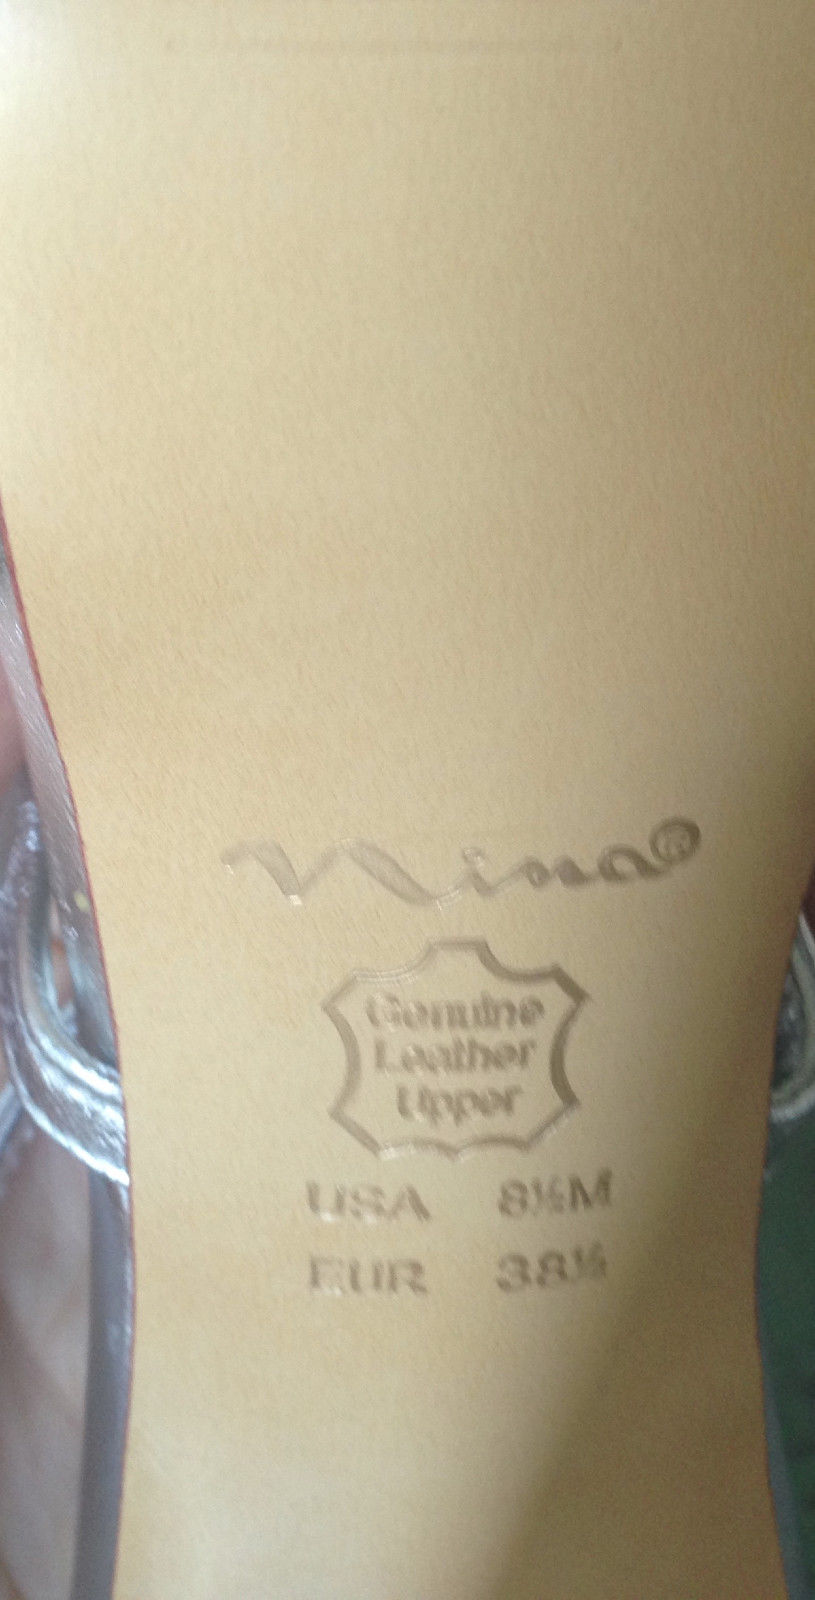 Nina®
Genuine
Leather
Upper
USA 8½M
EUR 38½